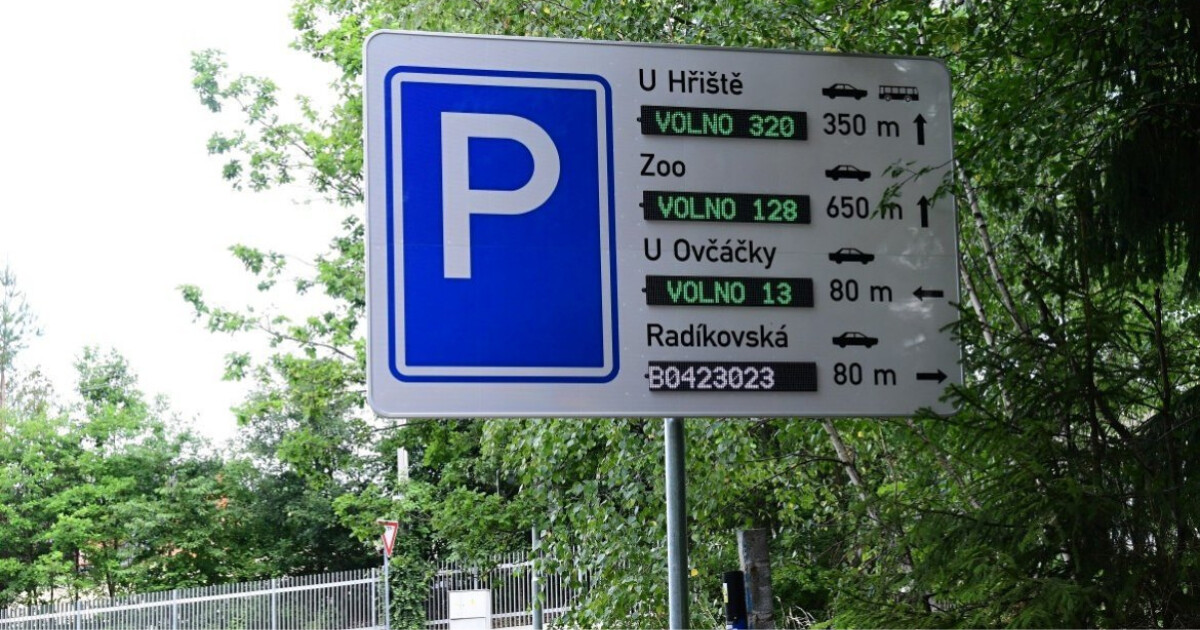 P
U Hřiště
VOLNO 320 350 m ↑
Zoo
VOLNO 128 650 m ↑
U Ovčáčky
VOLNO 13 80 m ←
Radíkovská
B0423023 80 m →